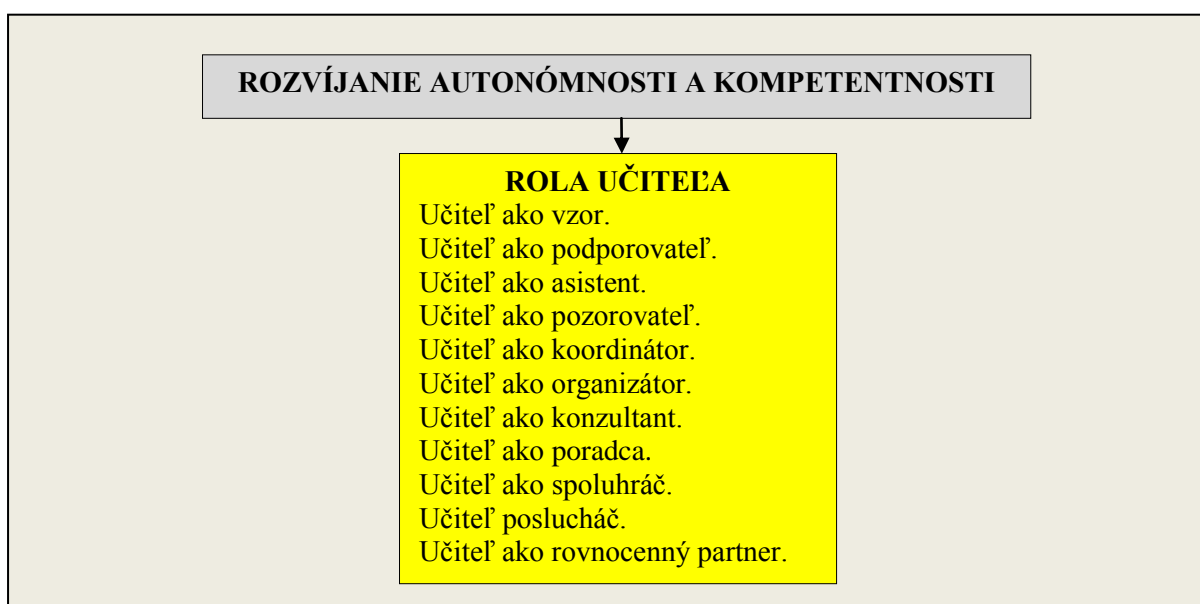 ROZVÍJANIE AUTONÓMNOSTI A KOMPETENTNOSTI
ROLA UČITEĽA
Učiteľ ako vzor.
Učiteľ ako podporovateľ.
Učiteľ ako asistent.
Učiteľ ako pozorovateľ.
Učiteľ ako koordinátor.
Učiteľ ako organizátor.
Učiteľ ako konzultant.
Učiteľ ako poradca.
Učiteľ ako spoluhráč.
Učiteľ poslucháč.
Učiteľ ako rovnocenný partner.